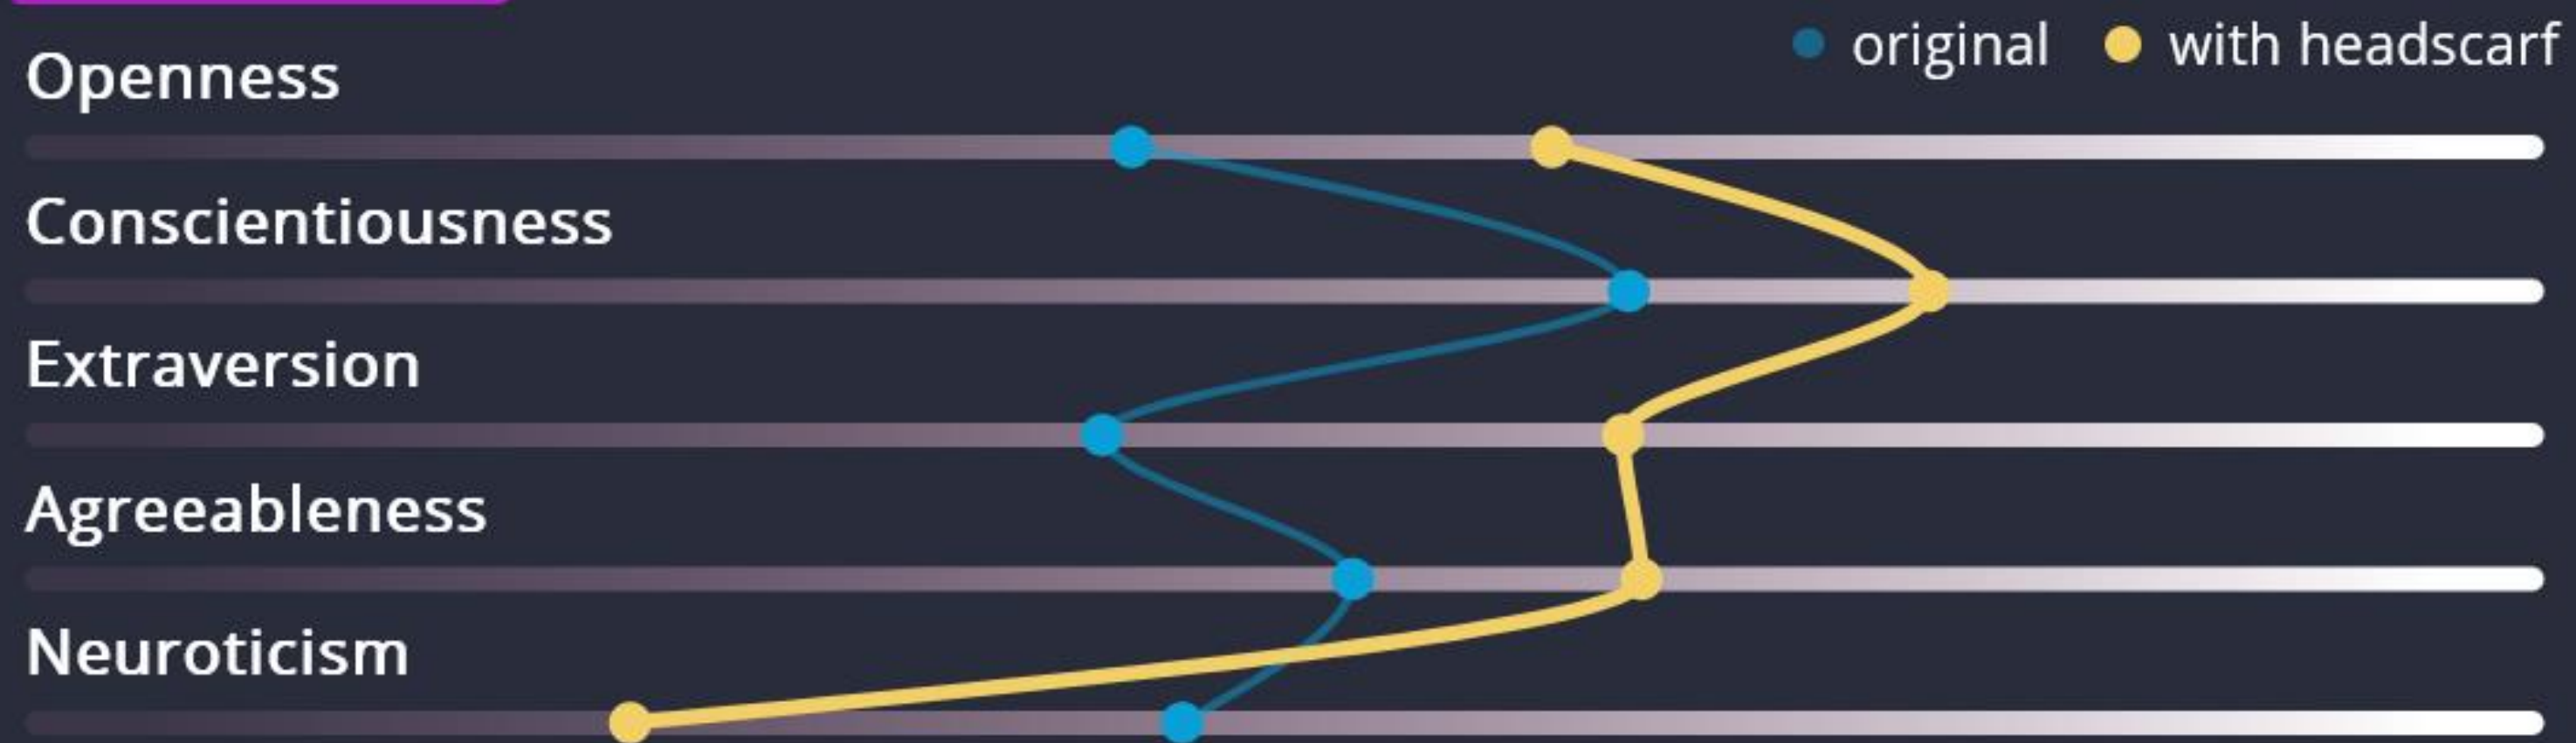 original with headscarf
Openness
Conscientiousness
Extraversion
Agreeableness
Neuroticism